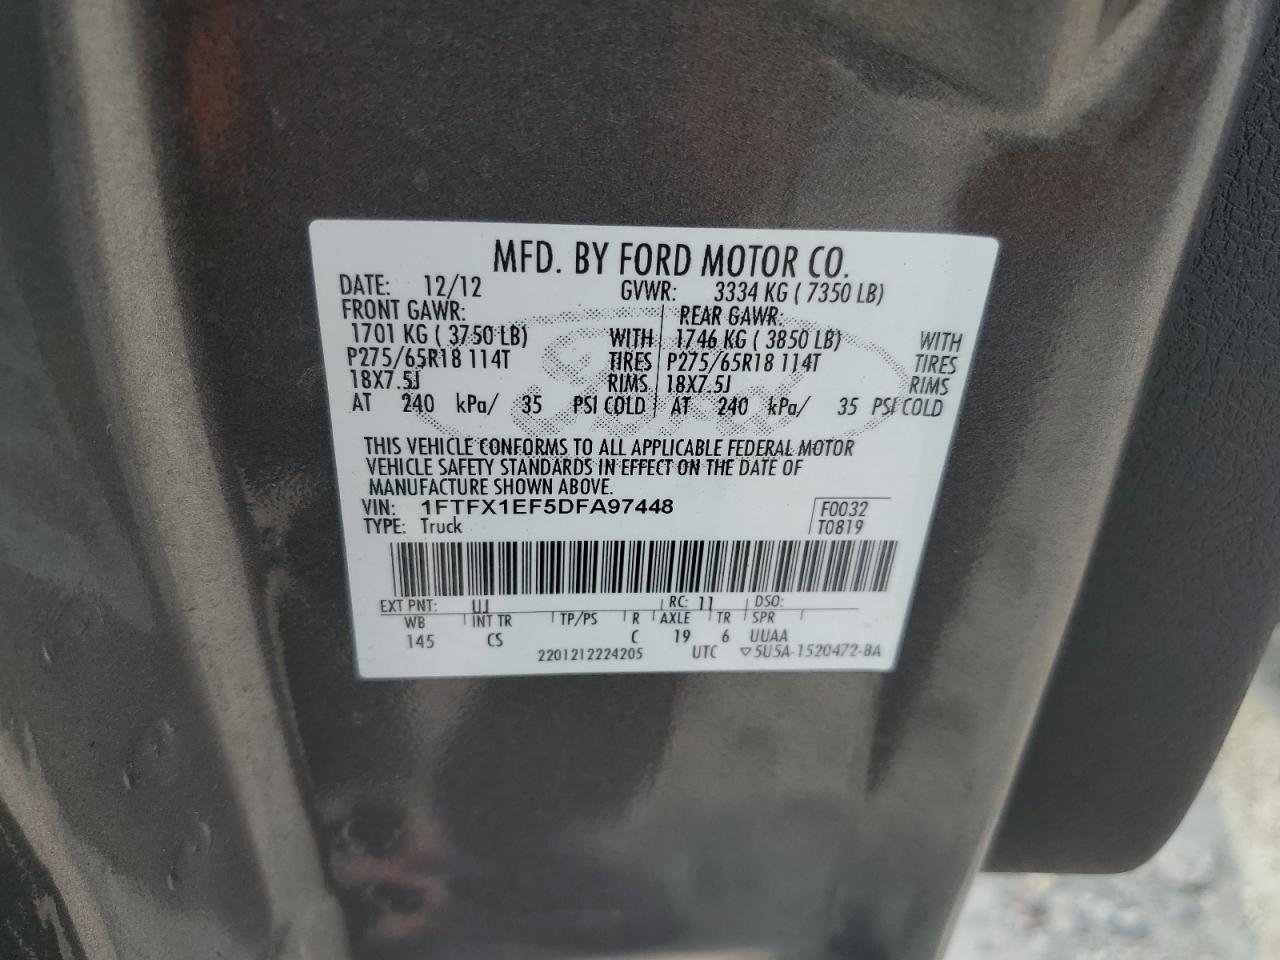 MFD. BY FORD MOTOR CO.
DATE: 12/12 GVWR: 3334 KG ( 7350 LB)
FRONT GAWR: REAR GAWR:
1701 KG ( 3750 LB) WITH 1746 KG ( 3850 LB) WITH
P275/65R18 114T TIRES P275/65R18 114T TIRES
18X7.5J RIMS 18X7.5J RIMS
AT 240 kPa/ 35 PSI COLD AT 240 kPa/ 35 PSI COLD
THIS VEHICLE CONFORMS TO ALL APPLICABLE FEDERAL MOTOR
VEHICLE SAFETY STANDARDS IN EFFECT ON THE DATE OF
MANUFACTURE SHOWN ABOVE.
VIN: 1FTFX1EF5DFA97448 F0032
TYPE: Truck T0819
EXT PNT: UJ RC: 11 DSO:
WB INT TR TP/PS R AXLE TR SPR
145 CS C 19 6 UUAA
2201212224205 UTC ▽5U5A-1520472-BA